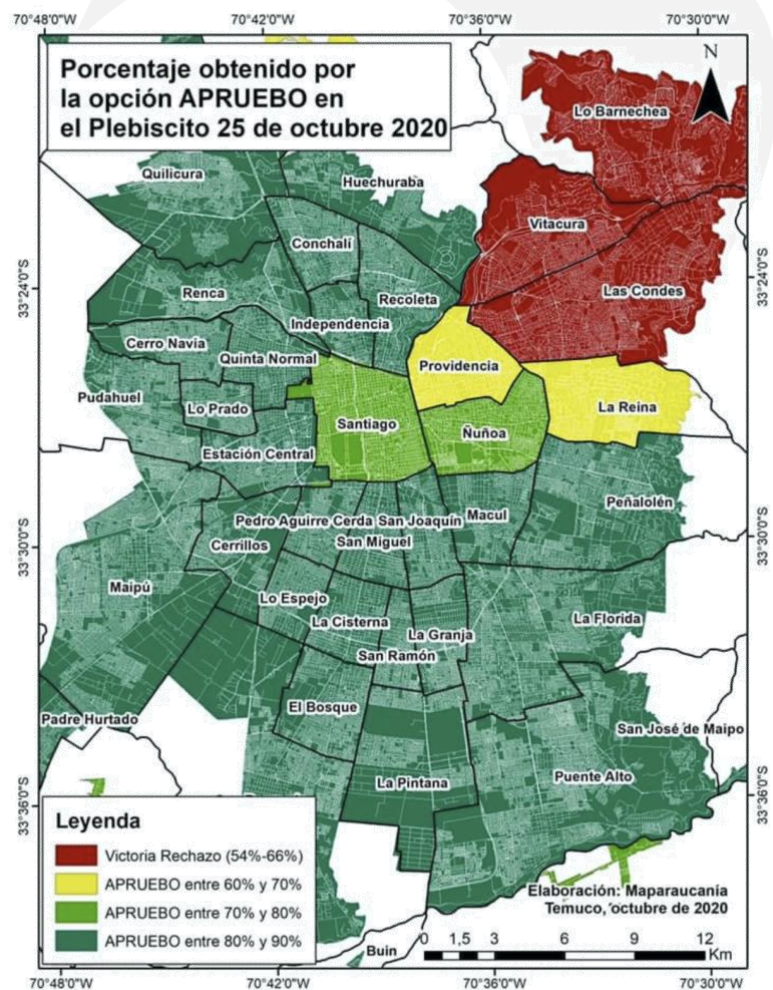 70°48'0"W
70°42'0"W
70°36'0"W
70°30'0"W
Porcentaje obtenido por
la opción APRUEBO en
el Plebiscito 25 de octubre 2020
N
Lo Barnechea
Quilicura
Huechuraba
Vitacura
Conchalí
33°24'0"S
33°24'0"S
Renca
Recoleta
Las Condes
Independencia
Cerro Navia
Quinta Normal
Providencia
Pudahuel
Lo Prado
La Reina
Santiago
Ñuñoa
Estación Central
Peñalolén
Pedro Aguirre Cerda
San Joaquín
Macul
San Miguel
33°30'0"S
33°30'0"S
Cerrillos
Maipú
Lo Espejo
La Cisterna
La Florida
La Granja
San Ramón
El Bosque
Padre Hurtado
San José de Maipo
La Pintana
Puente Alto
33°36'0"S
33°36'0"S
Leyenda
Victoria Rechazo (54%-66%)
APRUEBO entre 60% y 70%
APRUEBO entre 70% y 80%
APRUEBO entre 80% y 90%
Elaboración: Maparaucanía
Temuco, octubre de 2020
Buin
0 1,5 3 6 9 12
Km
70°48'0"W
70°42'0"W
70°36'0"W
70°30'0"W